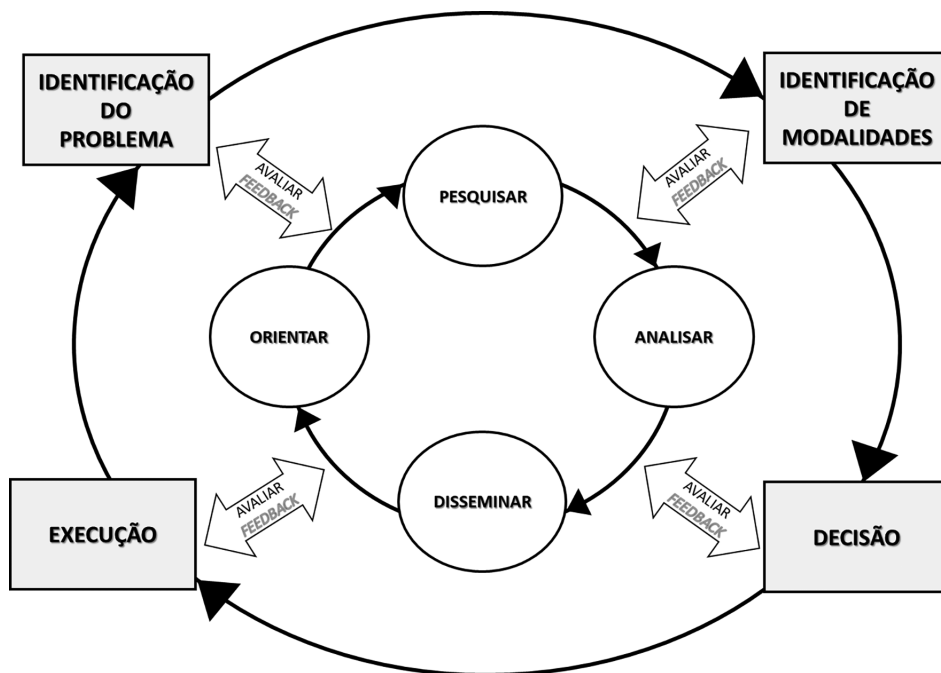 IDENTIFICAÇÃO
DO
PROBLEMA
IDENTIFICAÇÃO
DE
MODALIDADES
AVALIAR
FEEDBACK
AVALIAR
FEEDBACK
PESQUISAR
ORIENTAR
ANALISAR
DISSEMINAR
AVALIAR
FEEDBACK
AVALIAR
FEEDBACK
EXECUÇÃO
DECISÃO